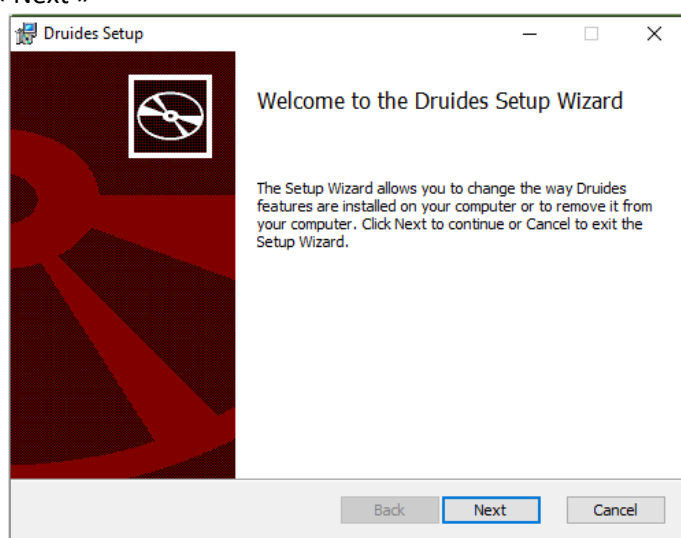 Next »
Druides Setup
Welcome to the Druides Setup Wizard
The Setup Wizard allows you to change the way Druides
features are installed on your computer or to remove it from
your computer. Click Next to continue or Cancel to exit the
Setup Wizard.
Back
Next
Cancel